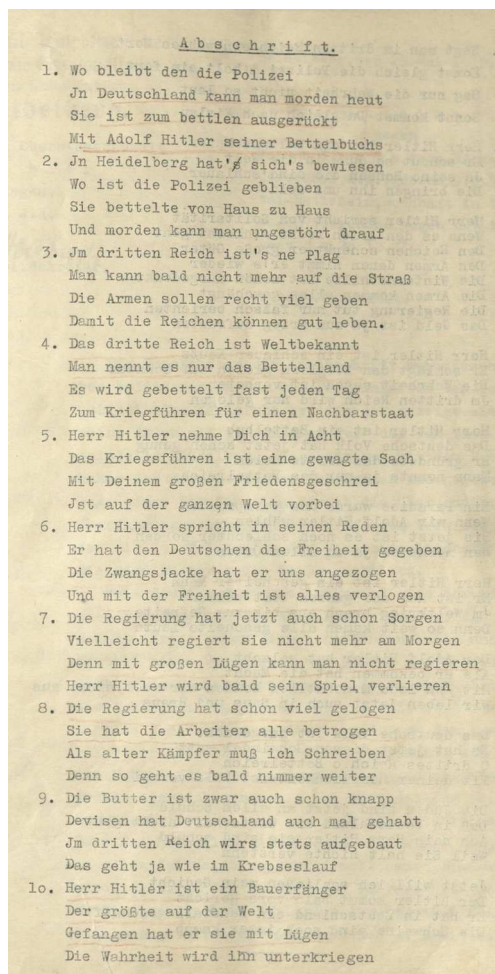 Abschrift.
1. Wo bleibt den die Polizei
Jn Deutschland kann man morden heut
Sie ist zum bettlen ausgerückt
Mit Adolf Hitler seiner Bettelbüchs
2. Jn Heidelberg hat's sich's bewiesen
Wo ist die Polizei geblieben
Sie bettelte von Haus zu Haus
Und morden kann man ungestört drauf
3. Jm dritten Reich ist's ne Plag
Man kann bald nicht mehr auf die Straß
Die Armen sollen recht viel geben
Damit die Reichen können gut leben.
4. Das dritte Reich ist Weltbekannt
Man nennt es nur das Bettelland
Es wird gebettelt fast jeden Tag
Zum Kriegführen für einen Nachbarstaat
5. Herr Hitler nehme Dich in Acht
Das Kriegsführen ist eine gewagte Sach
Mit Deinem großen Friedensgeschrei
Jst auf der ganzen Welt vorbei
6. Herr Hitler spricht in seinen Reden
Er hat den Deutschen die Freiheit gegeben
Die Zwangsjacke hat er uns angezogen
Und mit der Freiheit ist alles verlogen
7. Die Regierung hat jetzt auch schon Sorgen
Vielleicht regiert sie nicht mehr am Morgen
Denn mit großen Lügen kann man nicht regieren
Herr Hitler wird bald sein Spiel verlieren
8. Die Regierung hat schon viel gelogen
Sie hat die Arbeiter alle betrogen
Als alter Kämpfer muß ich Schreiben
Denn so geht es bald nimmer weiter
9. Die Butter ist zwar auch schon knapp
Devisen hat Deutschland auch mal gehabt
Jm dritten Reich wirs stets aufgebaut
Das geht ja wie im Krebseslauf
1o. Herr Hitler ist ein Bauerfänger
Der größte auf der Welt
Gefangen hat er sie mit Lügen
Die Wahrheit wird ihn unterkriegen